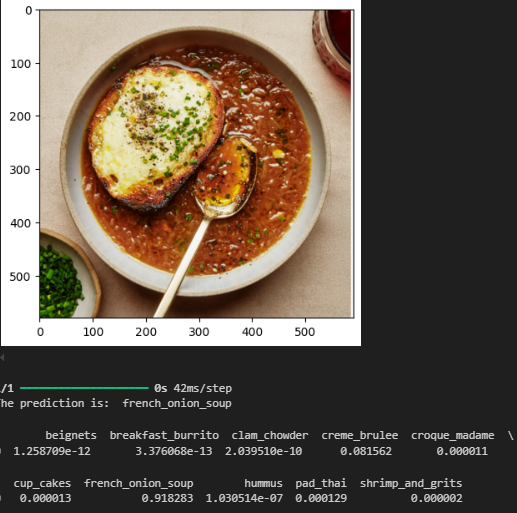 0
100
200
300
400
500
0 100 200 300 400 500
/1 0s 42ms/step
he prediction is: french_onion_soup
beignets breakfast_burrito clam_chowder creme_brulee croque_madame \
1.258709e-12 3.376068e-13 2.039510e-10 0.081562 0.000011
cup_cakes french_onion_soup hummus pad_thai shrimp_and_grits
0.000013 0.918283 1.030514e-07 0.000129 0.000002